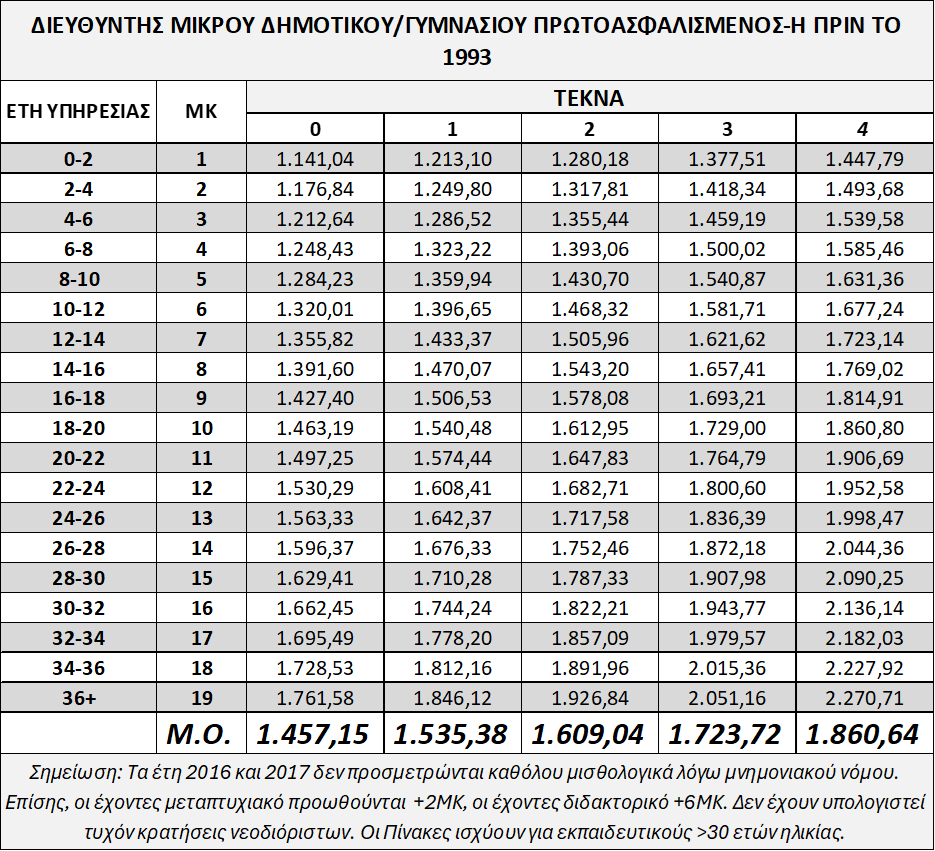 ΔΙΕΥΘΥΝΤΗΣ ΜΙΚΡΟΥ ΔΗΜΟΤΙΚΟΥ/ΓΥΜΝΑΣΙΟΥ ΠΡΩΤΟΑΣΦΑΛΙΣΜΕΝΟΣ-Η ΠΡΙΝ ΤΟ
1993
ΕΤΗ ΥΠΗΡΕΣΙΑΣ ΜΚ ΤΕΚΝΑ
0 1 2 3 4
0-2 1 1.141,04 1.213,10 1.280,18 1.377,51 1.447,79
2-4 2 1.176,84 1.249,80 1.317,81 1.418,34 1.493,68
4-6 3 1.212,64 1.286,52 1.355,44 1.459,19 1.539,58
6-8 4 1.248,43 1.323,22 1.393,06 1.500,02 1.585,46
8-10 5 1.284,23 1.359,94 1.430,70 1.540,87 1.631,36
10-12 6 1.320,01 1.396,65 1.468,32 1.581,71 1.677,24
12-14 7 1.355,82 1.433,37 1.505,96 1.621,62 1.723,14
14-16 8 1.391,60 1.470,07 1.543,20 1.657,41 1.769,02
16-18 9 1.427,40 1.506,53 1.578,08 1.693,21 1.814,91
18-20 10 1.463,19 1.540,48 1.612,95 1.729,00 1.860,80
20-22 11 1.497,25 1.574,44 1.647,83 1.764,79 1.906,69
22-24 12 1.530,29 1.608,41 1.682,71 1.800,60 1.952,58
24-26 13 1.563,33 1.642,37 1.717,58 1.836,39 1.998,47
26-28 14 1.596,37 1.676,33 1.752,46 1.872,18 2.044,36
28-30 15 1.629,41 1.710,28 1.787,33 1.907,98 2.090,25
30-32 16 1.662,45 1.744,24 1.822,21 1.943,77 2.136,14
32-34 17 1.695,49 1.778,20 1.857,09 1.979,57 2.182,03
34-36 18 1.728,53 1.812,16 1.891,96 2.015,36 2.227,92
36+ 19 1.761,58 1.846,12 1.926,84 2.051,16 2.270,71
Μ.Ο. 1.457,15 1.535,38 1.609,04 1.723,72 1.860,64
Σημείωση: Τα έτη 2016 και 2017 δεν προσμετρώνται καθόλου μισθολογικά λόγω μνημονιακού νόμου.
Επίσης, οι έχοντες μεταπτυχιακό προωθούνται +2ΜΚ, οι έχοντες διδακτορικό +6ΜΚ. Δεν έχουν υπολογιστεί
τυχόν κρατήσεις νεοδιόριστων. Οι Πίνακες ισχύουν για εκπαιδευτικούς >30 ετών ηλικίας.